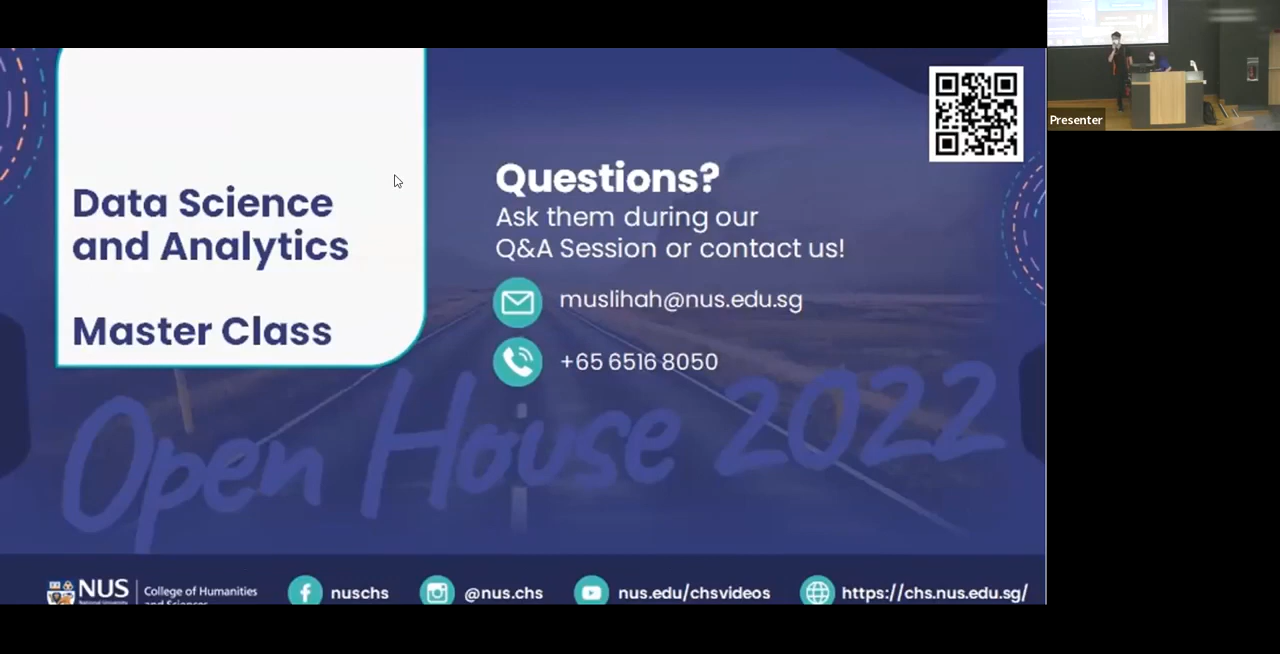 Presenter
Data Science
and Analytics
Master Class
Questions?
Ask them during our
Q&A Session or contact us!
muslihah@nus.edu.sg
+65 6516 8050
Open House 2022
NUS
College of Humanities
and Sciences
nuschs
@nus.chs
nus.edu/chsvideos
https://chs.nus.edu.sg/